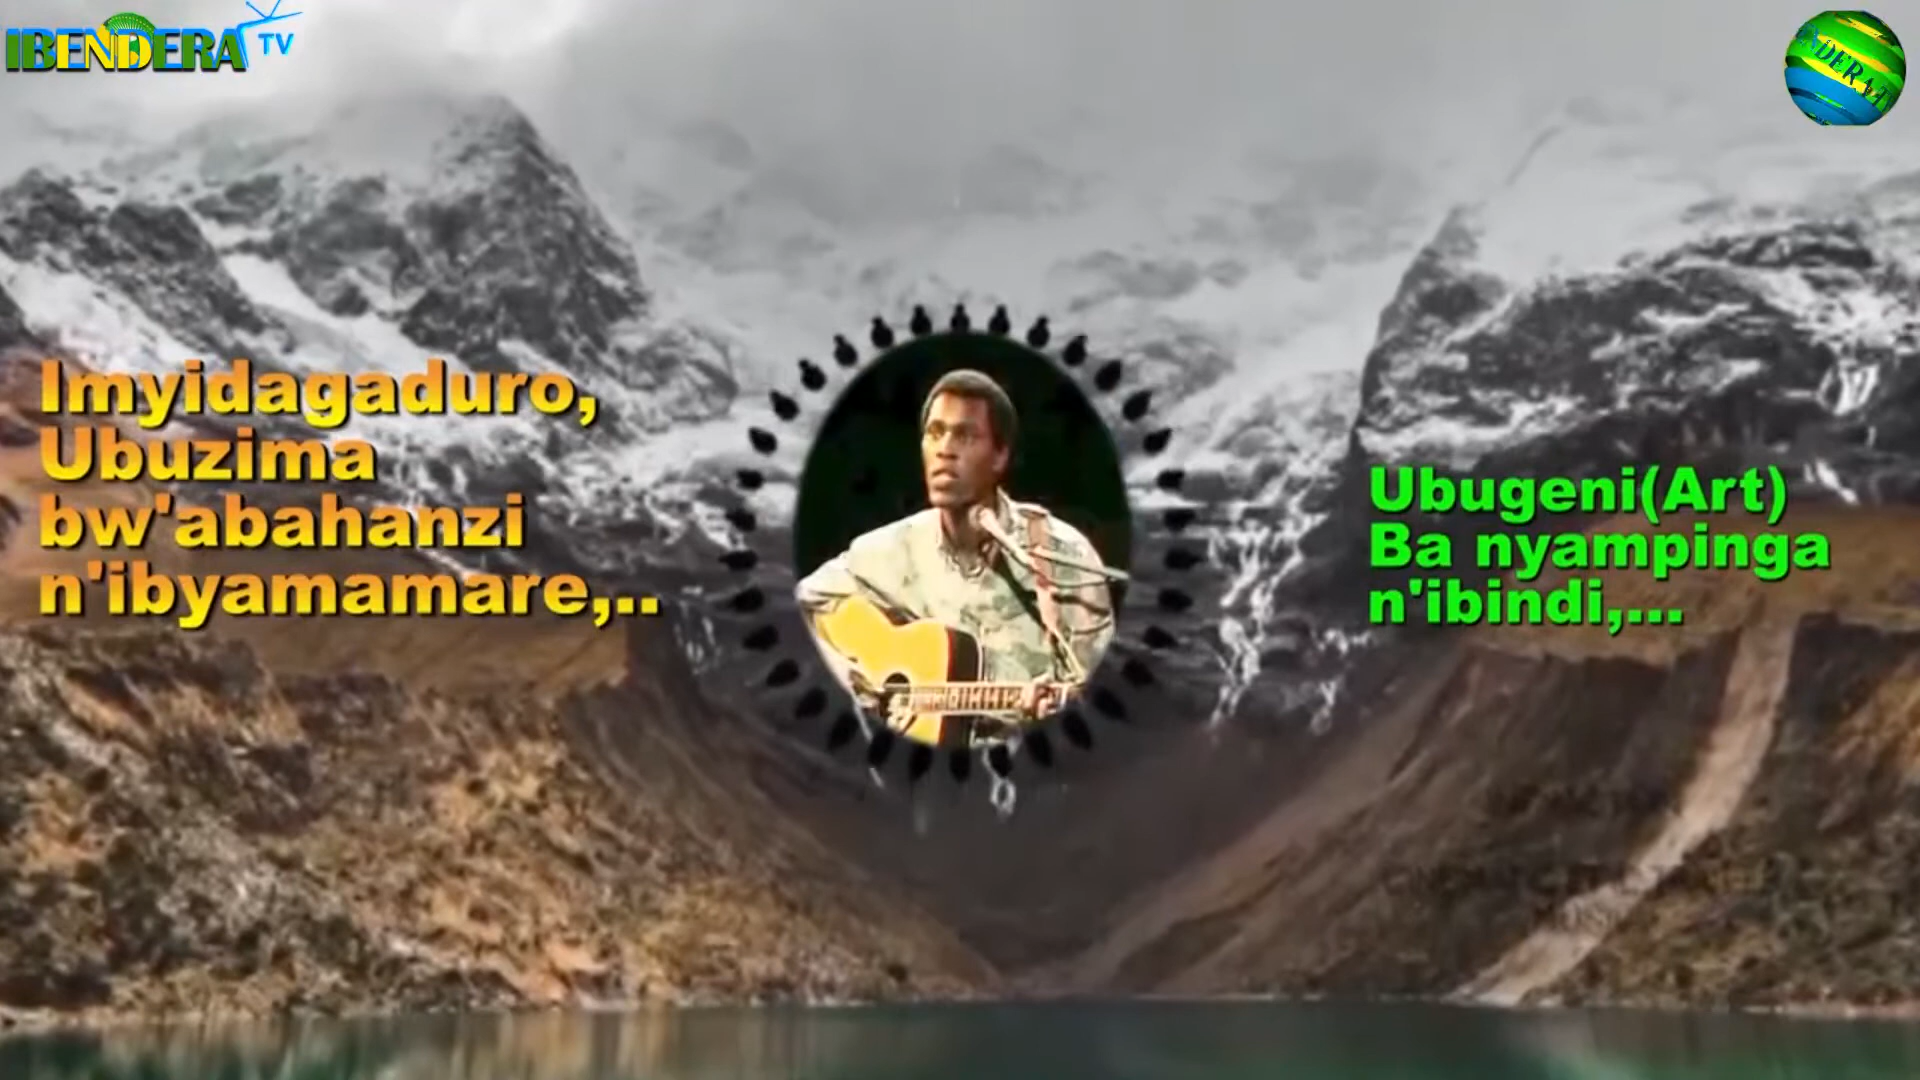 IBENDERA TV
Imyidagaduro,
Ubuzima
bw'abahanzi
n'ibyamamare,..
Ubugeni(Art)
Ba nyampinga
n'ibindi,...